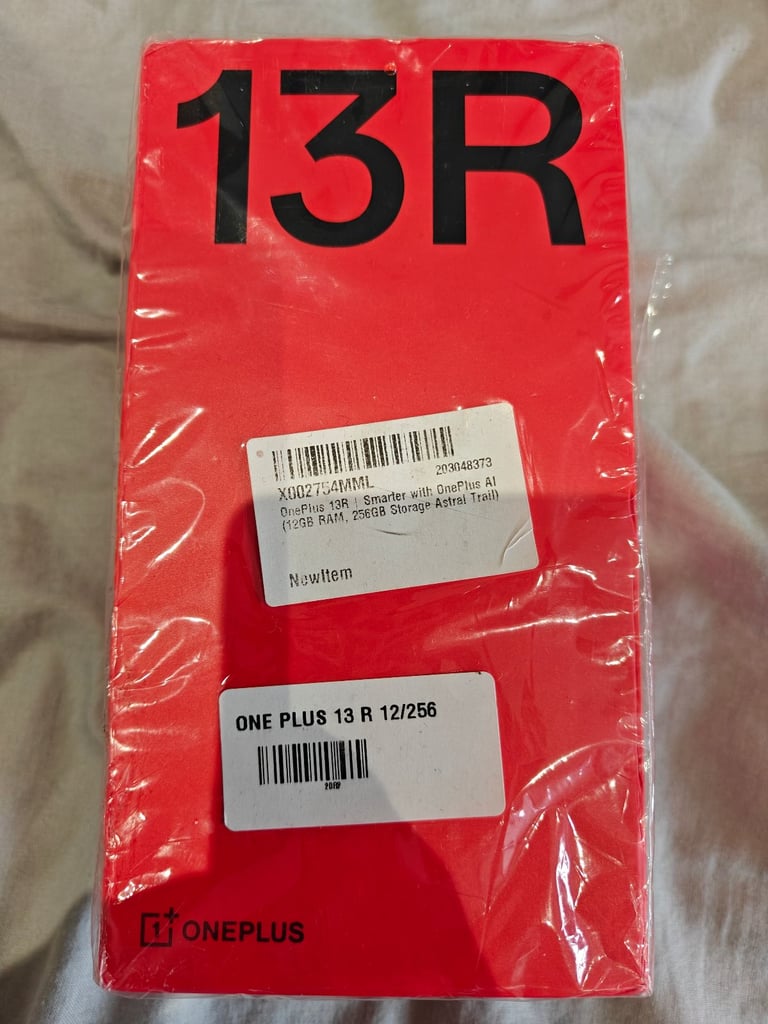 13R
203048373
X002754MML
OnePlus 13R | Smarter with OnePlus AI
(12GB RAM, 256GB Storage Astral Trail)
NewItem
ONE PLUS 13 R 12/256
ONEPLUS